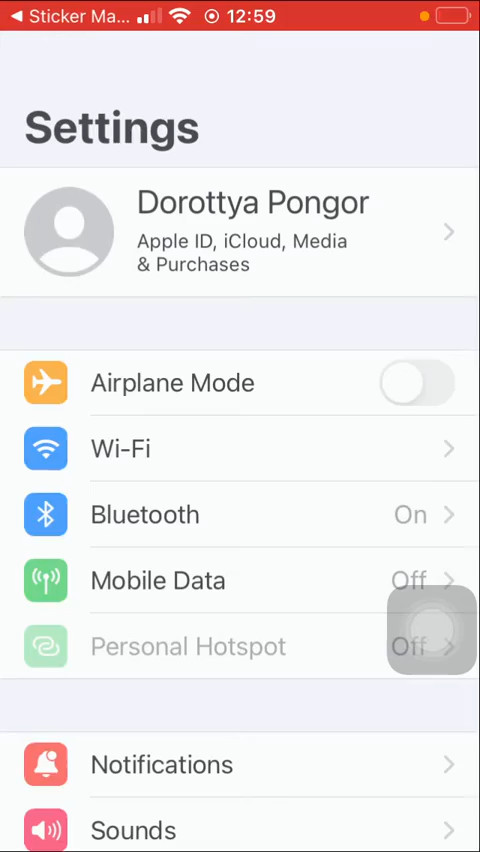 Sticker Ma... 12:59
Settings
Dorottya Pongor
Apple ID, iCloud, Media
& Purchases
Airplane Mode
Wi-Fi
Bluetooth On
Mobile Data Off
Personal Hotspot Off
Notifications
Sounds